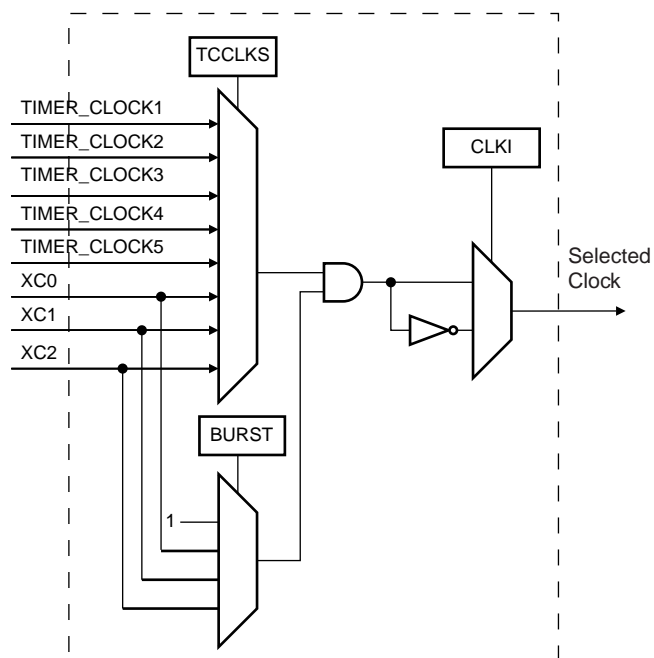 TCCLKS
TIMER_CLOCK1
TIMER_CLOCK2
CLKI
TIMER_CLOCK3
TIMER_CLOCK4
TIMER_CLOCK5
Selected
Clock
XC0
XC1
XC2
BURST
1